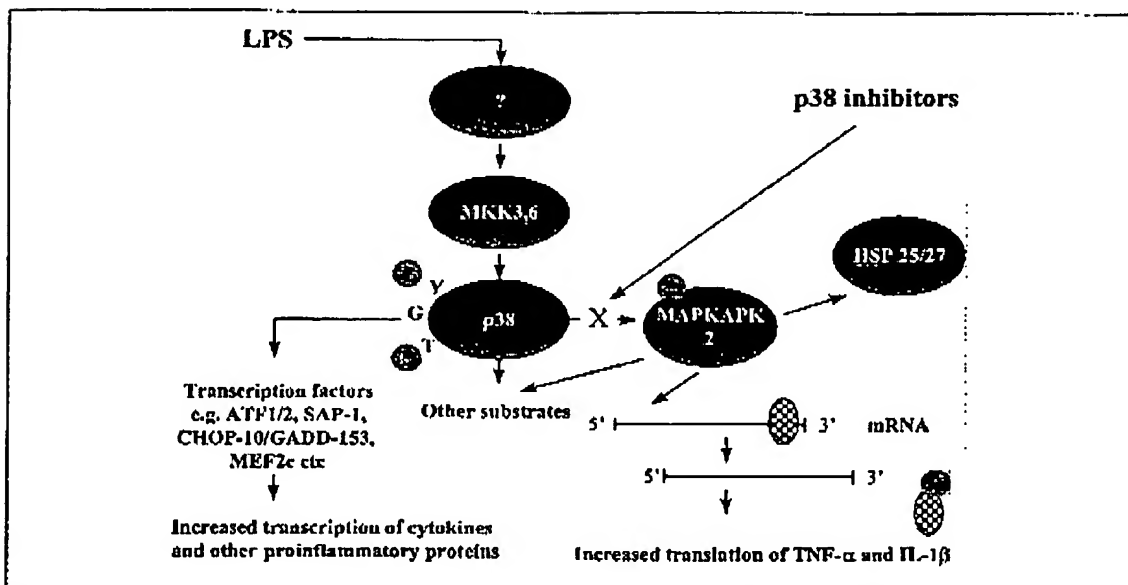 LPS
?
p38 inhibitors
MKK3,6
HSP 25/27
Y
G
T
p38
X
MAPKAPK
2
Transcription factors
e.g. ATF1/2, SAP-1,
CHOP-10/GADD-153,
MEF2c etc
Other substrates
5' 3' mRNA
5' 3'
Increased transcription of cytokines
and other proinflammatory proteins
Increased translation of TNF-α and IL-1β